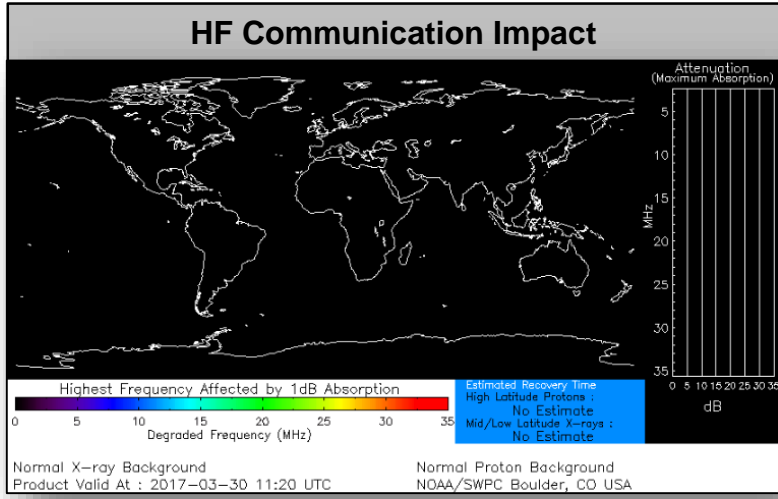 HF Communication Impact
Attenuation
(Maximum Absorption)
5
10
15
20
25
30
35
MHz
0 5 10 15 20 25 30 35
dB
Highest Frequency Affected by 1dB Absorption
0 5 10 15 20 25 30 35
Degraded Frequency (MHz)
Estimated Recovery Time
High Latitude Protons :
No Estimate
Mid/Low Latitude X-rays :
No Estimate
Normal X-ray Background
Product Valid At : 2017-03-30 11:20 UTC
Normal Proton Background
NOAA/SWPC Boulder, CO USA